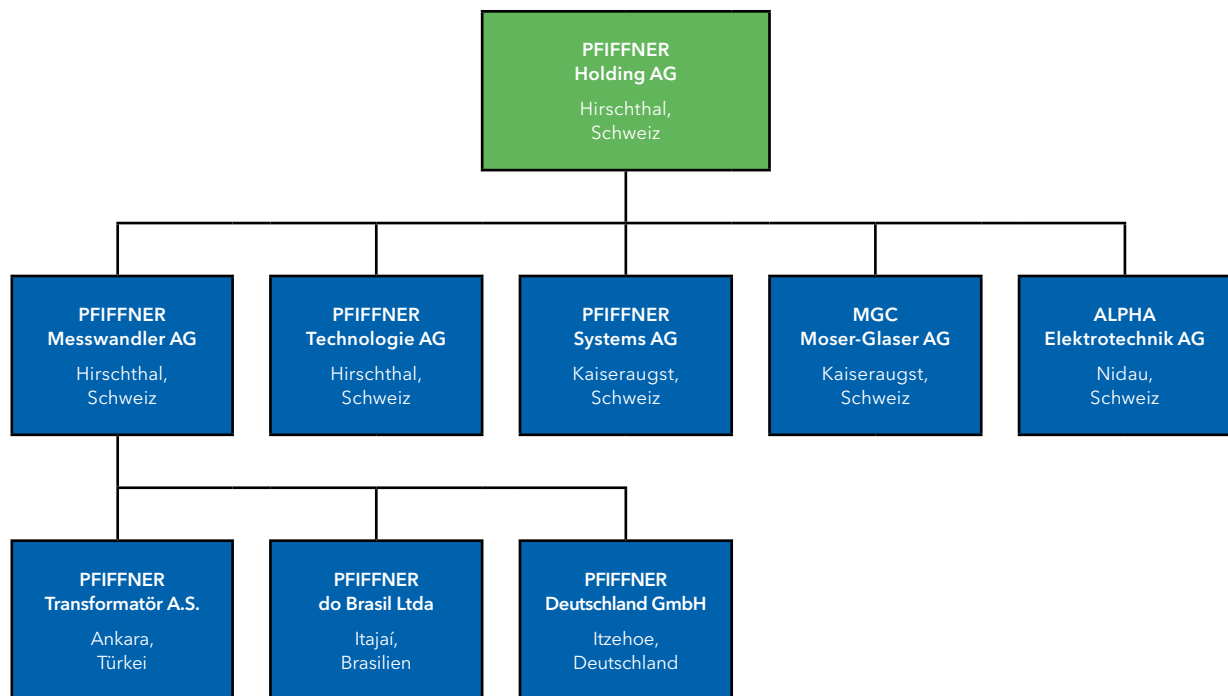 PFIFFNER
Holding AG
Hirschthal,
Schweiz
PFIFFNER
Messwandler AG
Hirschthal,
Schweiz
PFIFFNER
Technologie AG
Hirschthal,
Schweiz
PFIFFNER
Systems AG
Kaiseraugst,
Schweiz
MGC
Moser-Glaser AG
Kaiseraugst,
Schweiz
ALPHA
Elektrotechnik AG
Nidau,
Schweiz
PFIFFNER
Transformatör A.S.
Ankara,
Türkei
PFIFFNER
do Brasil Ltda
Itajaí,
Brasilien
PFIFFNER
Deutschland GmbH
Itzehoe,
Deutschland